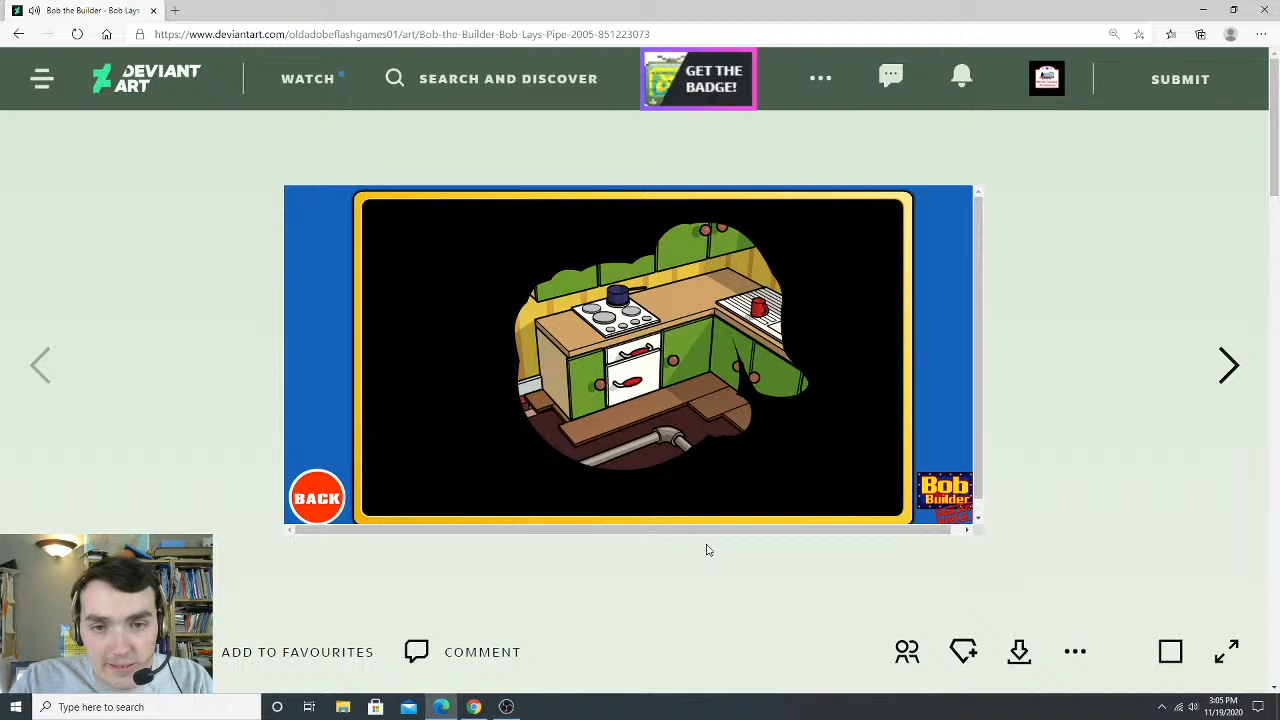 Bob the Builder - Bob Lays
https://www.deviantart.com/oldadobeflashgames01/art/Bob-the-Builder-Bob-Lays-Pipe-2005-851223073
DEVIANT
ART
WATCH
SEARCH AND DISCOVER
GET THE
BADGE!
SUBMIT
BACK
Bob
Builder
ADD TO FAVOURITES
COMMENT
Type here to search
3:05 PM
11/19/2020